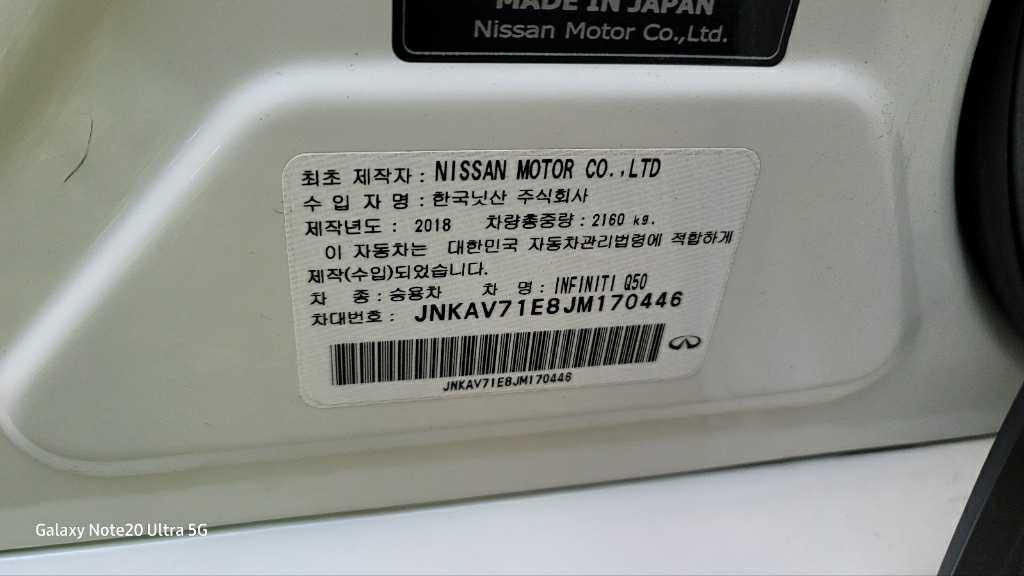 MADE IN JAPAN
Nissan Motor Co.,Ltd.
최초 제작자 : NISSAN MOTOR CO.,LTD
수 입 자 명 : 한국닛산 주식회사
제작년도 : 2018 차량총중량 : 2160 kg.
이 자동차는 대한민국 자동차관리법령에 적합하게
제작(수입)되었습니다.
차 종 : 승용차 차 명 : INFINITI Q50
차대번호 : JNKAV71E8JM170446
JNKAV71E8JM170446
Galaxy Note20 Ultra 5G